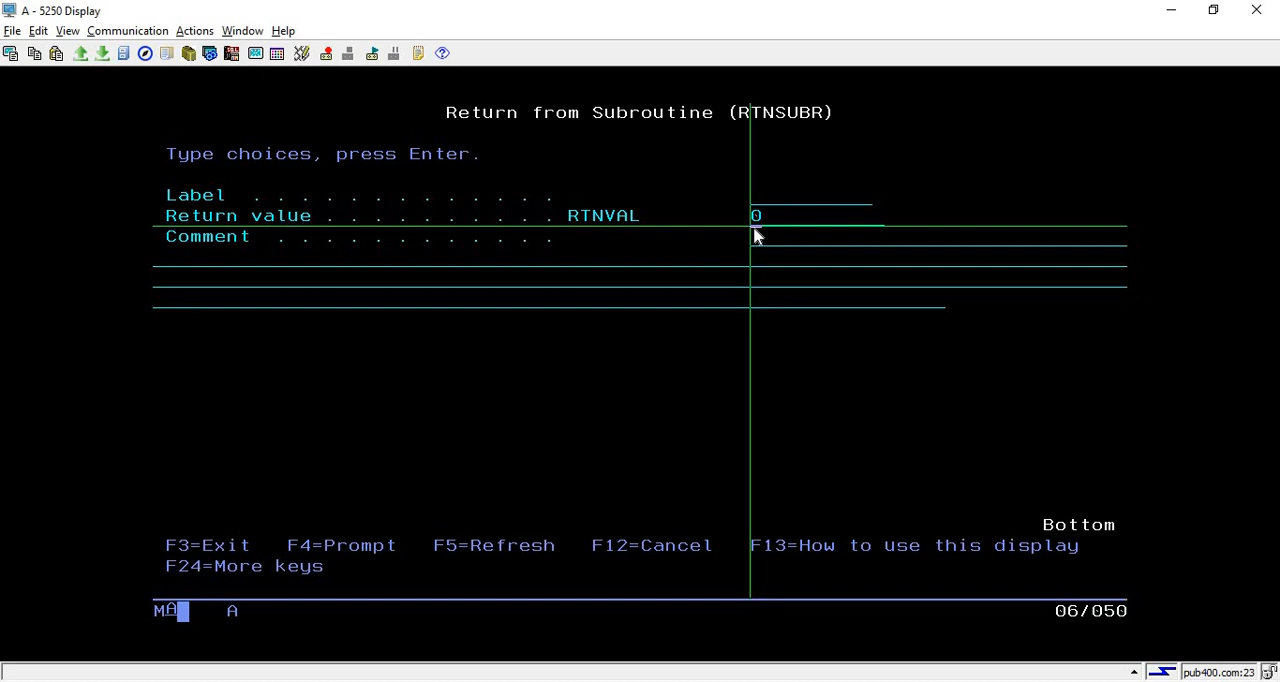 A - 5250 Display
File Edit View Communication Actions Window Help
Return from Subroutine (RTNSUBR)
Type choices, press Enter.
Label . . . . . . . . . . . . .
Return value . . . . . . . . . . RTNVAL 0
Comment . . . . . . . . . . . .
Bottom
F3=Exit F4=Prompt F5=Refresh F12=Cancel F13=How to use this display
F24=More keys
MA A 06/050
pub400.com:23